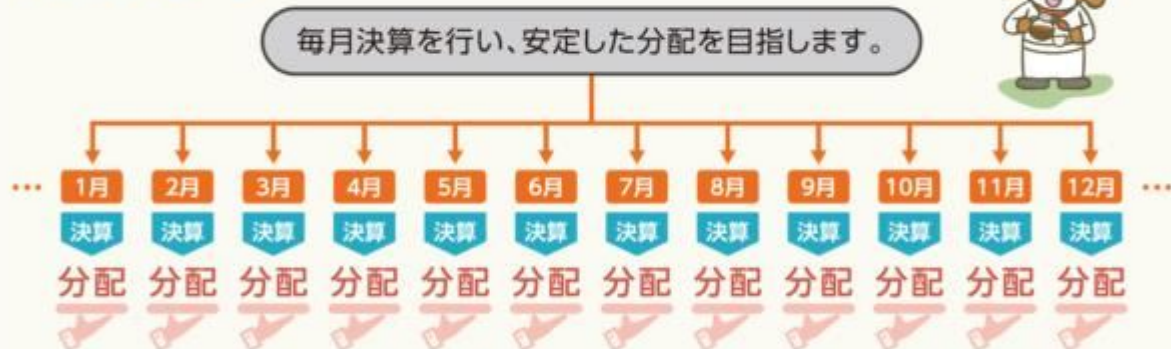 毎月決算を行い、安定した分配を目指します。
… 1月 2月 3月 4月 5月 6月 7月 8月 9月 10月 11月 12月 …
決算 決算 決算 決算 決算 決算 決算 決算 決算 決算 決算 決算
分配 分配 分配 分配 分配 分配 分配 分配 分配 分配 分配 分配